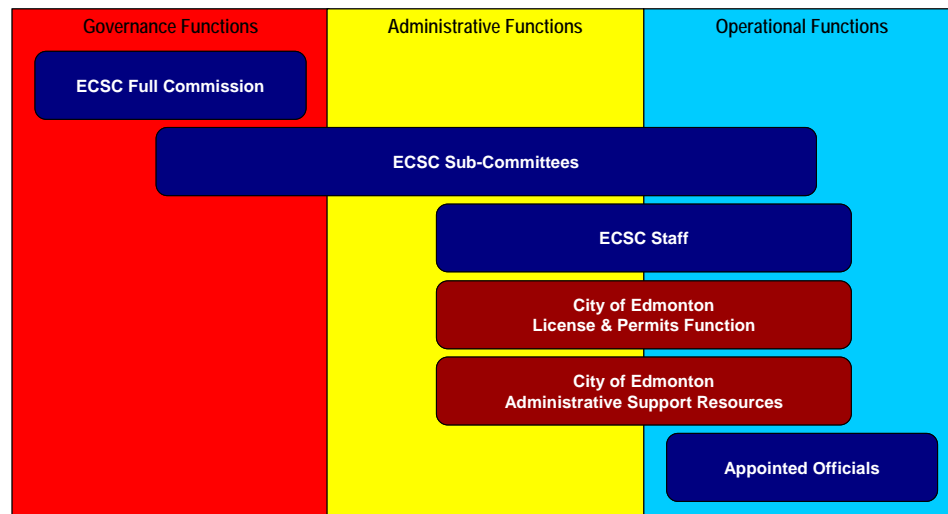 Governance Functions
Administrative Functions
Operational Functions
ECSC Full Commission
ECSC Sub-Committees
ECSC Staff
City of Edmonton
License & Permits Function
City of Edmonton
Administrative Support Resources
Appointed Officials